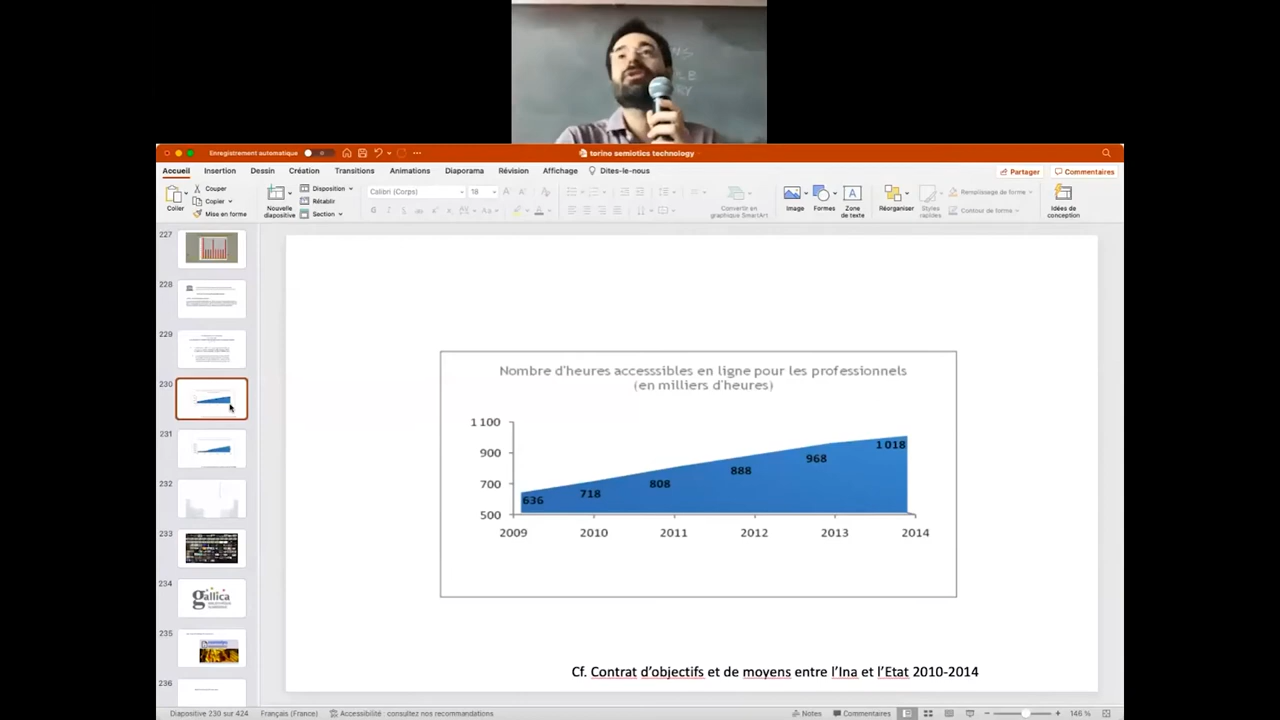 Enregistrement automatique
torino semiotics technology
Accueil Insertion Dessin Création Transitions Animations Diaporama Révision Affichage Dites-le-nous
Partager Commentaires
Coller
Couper
Copier
Mise en forme
Nouvelle diapositive
Disposition
Rétablir
Section
Calibri (Corps) 18
Convertir en
graphique SmartArt
Image
Formes
Zone
de texte
Réorganiser
Styles
rapides
Remplissage de forme
Contour de forme
Idées de
conception
227
228
229
230
231
232
233
234
gallica
235
236
Nombre d'heures accesssibles en ligne pour les professionnels
(en milliers d'heures)
1 100
900
700
500
636 718 808 888 968 1 018
2009 2010 2011 2012 2013 2014
Cf. Contrat d'objectifs et de moyens entre l'Ina et l'Etat 2010-2014
Diapositive 230 sur 424 Français (France) Accessibilité : consultez nos recommandations
Notes Commentaires 146 %